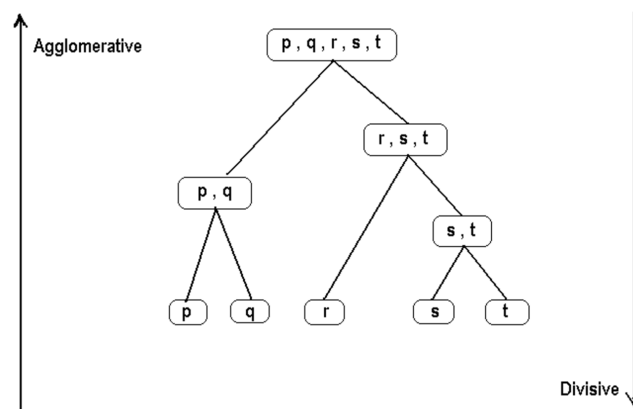 Agglomerative
p , q , r , s , t
r , s , t
p , q
s , t
p
q
r
s
t
Divisive